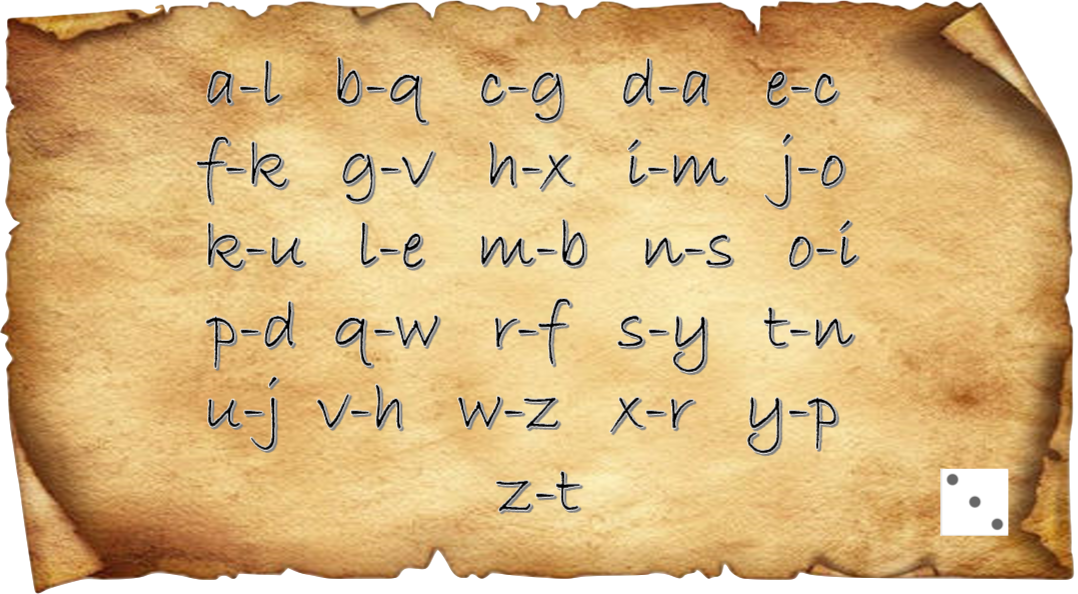 a-l b-q c-g d-a e-c
f-k g-v h-x i-m j-o
k-u l-e m-b n-s o-i
p-d q-w r-f s-y t-n
u-j v-h w-z x-r y-p
z-t